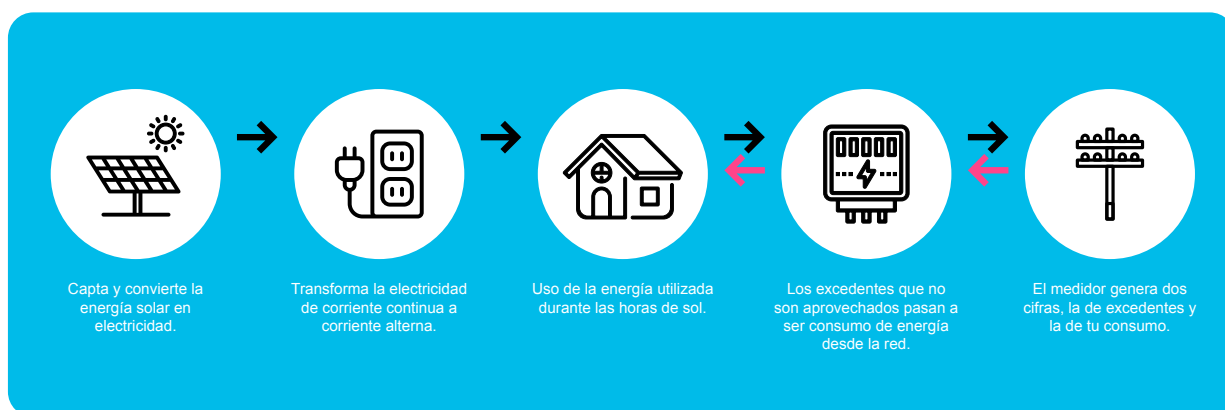 Capta y convierte la
energía solar en
electricidad.
Transforma la electricidad
de corriente continua a
corriente alterna.
Uso de la energía utilizada
durante las horas de sol.
Los excedentes que no
son aprovechados pasan a
ser consumo de energía
desde la red.
El medidor genera dos
cifras, la de excedentes y
la de tu consumo.